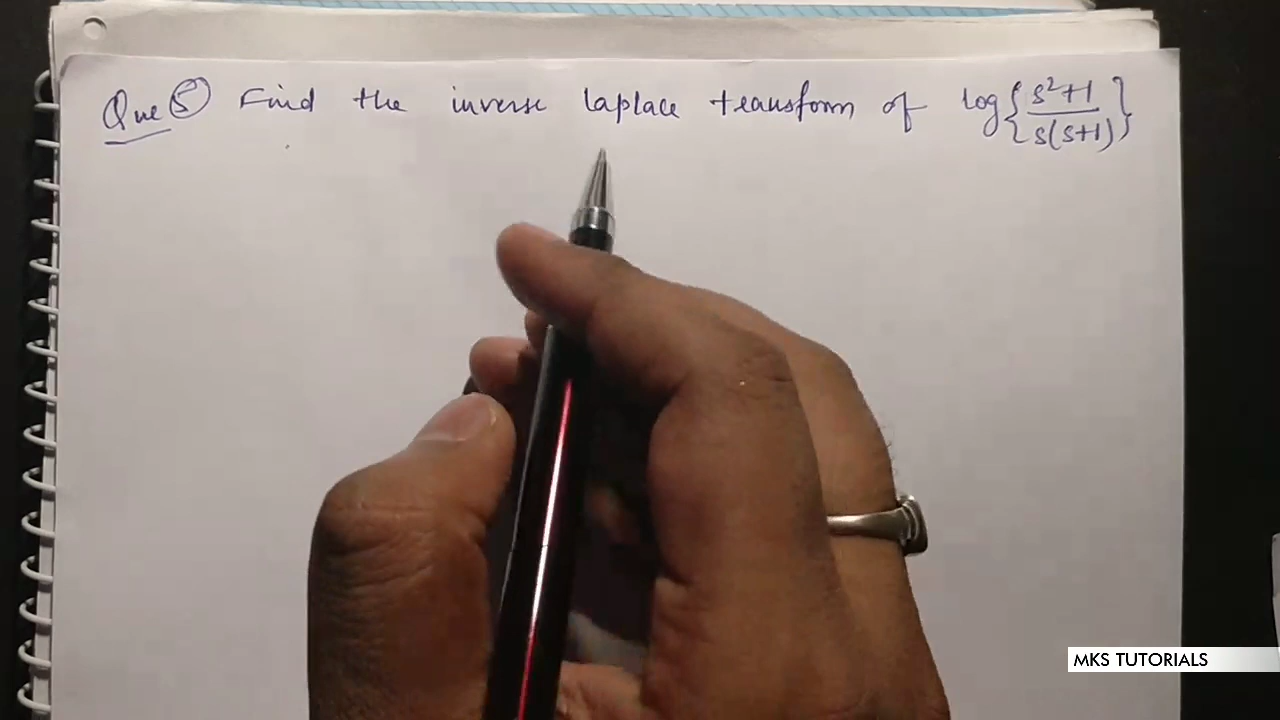 Que 5 Find the inverse laplace transform of log{s²+1/s(s+1)}
MKS TUTORIALS